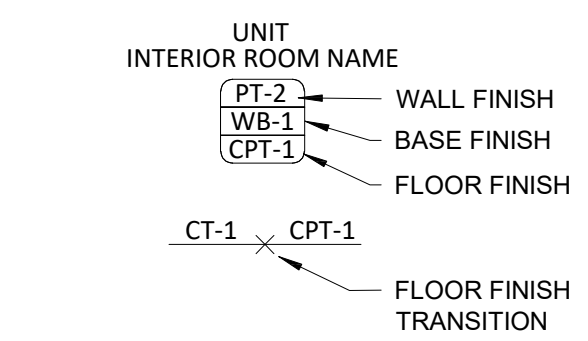 UNIT
INTERIOR ROOM NAME
PT-2
WALL FINISH
WB-1
BASE FINISH
CPT-1
FLOOR FINISH
CT-1 CPT-1
FLOOR FINISH
TRANSITION